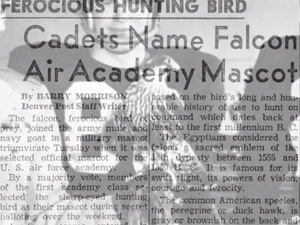 FEROCIOUS HUNTING BIRD
Cadets Name Falcon
Air Academy Mascot
By BARRY MORRISON
Denver Post Staff Writer
The falcon, ferocious bird of
prey, joined the army mule and
navy goat in a military mascot
triumvirate Tuesday when it was
selected official mascot for the
U. S. air force academy.
By a majority vote, members
of the first academy class se-
lected the sharp-eyed hunting
bird as their mascot during secret
balloting over the weekend.
based on the bird's long and hon-
orable history of use to hunt on
command which dates back at
least to the first millennium B. C.
The Egyptians considered the
falcon a sacred emblem of the
18th dynasty between 1555 and
B. C. It is famous for its
swift flight, its powers of vision,
courage and ferocity.
The common American species,
the peregrine or duck hawk, is
gray or brownish on the back and